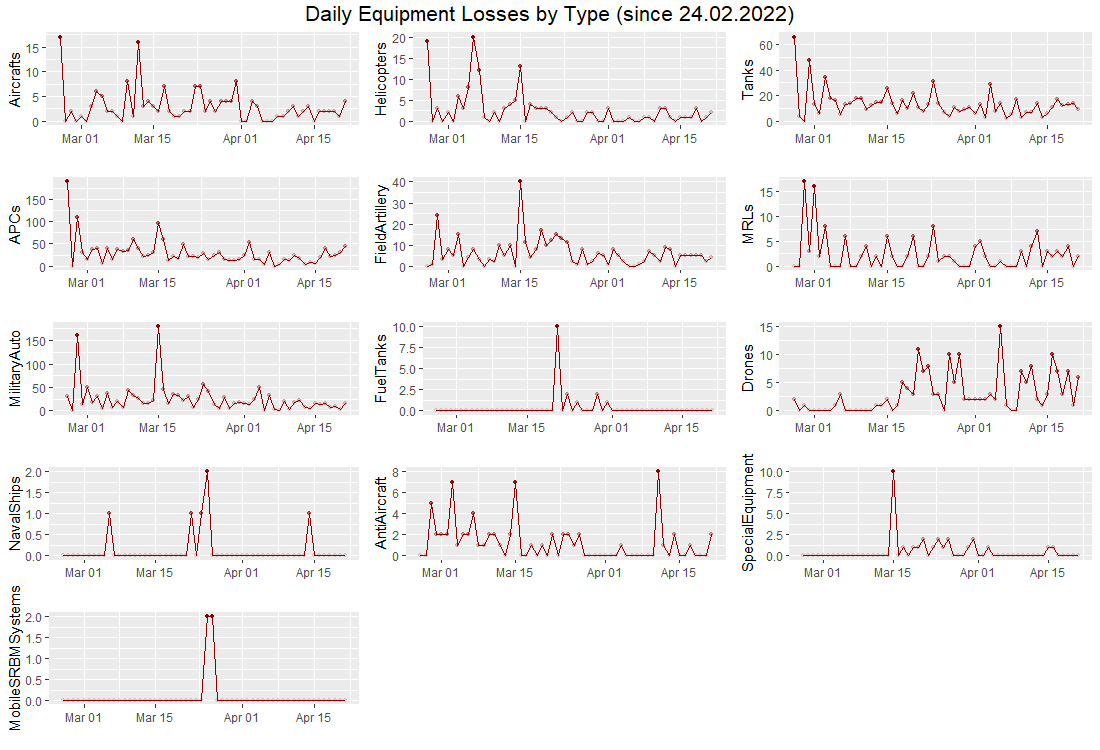 Daily Equipment Losses by Type (since 24.02.2022)
Aircrafts
15
10
5
0
Mar 01 Mar 15 Apr 01 Apr 15
Helicopters
20
15
10
5
0
Mar 01 Mar 15 Apr 01 Apr 15
Tanks
60
40
20
0
Mar 01 Mar 15 Apr 01 Apr 15
APCs
150
100
50
0
Mar 01 Mar 15 Apr 01 Apr 15
FieldArtillery
40
30
20
10
0
Mar 01 Mar 15 Apr 01 Apr 15
MRLs
15
10
5
0
Mar 01 Mar 15 Apr 01 Apr 15
MilitaryAuto
150
100
50
0
Mar 01 Mar 15 Apr 01 Apr 15
FuelTanks
10.0
7.5
5.0
2.5
0.0
Mar 01 Mar 15 Apr 01 Apr 15
Drones
15
10
5
0
Mar 01 Mar 15 Apr 01 Apr 15
NavalShips
2.0
1.5
1.0
0.5
0.0
Mar 01 Mar 15 Apr 01 Apr 15
AntiAircraft
8
6
4
2
0
Mar 01 Mar 15 Apr 01 Apr 15
SpecialEquipment
10.0
7.5
5.0
2.5
0.0
Mar 01 Mar 15 Apr 01 Apr 15
MobileSRBMSystems
2.0
1.5
1.0
0.5
0.0
Mar 01 Mar 15 Apr 01 Apr 15